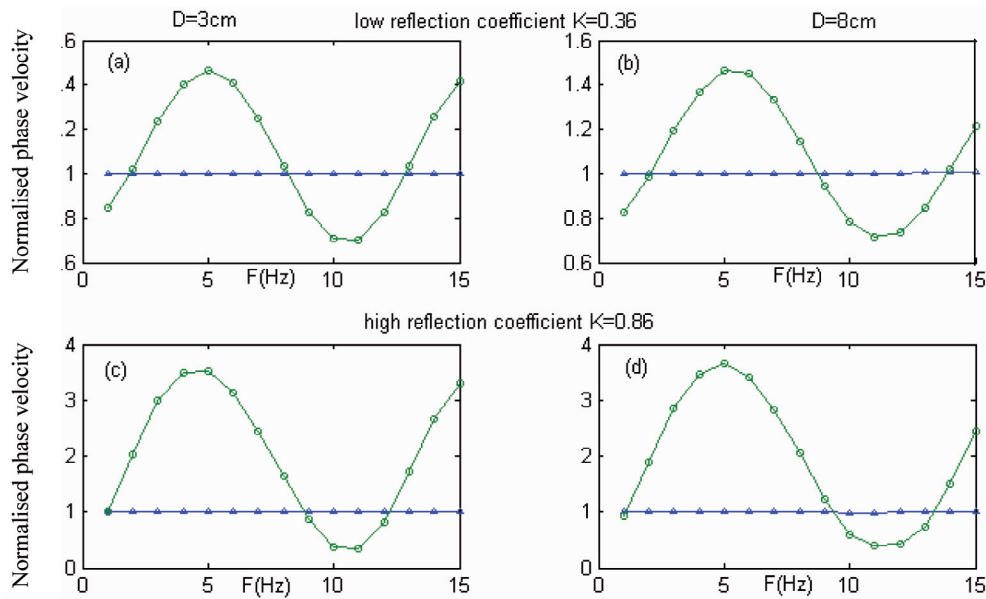 D=3cm low reflection coefficient K=0.36 D=8cm
Normalised phase velocity
(a)
.6
.4
.2
1
.8
.6
0 5 10 15
F(Hz)
(b)
1.6
1.4
1.2
1
0.8
0.6
0 5 10 15
F(Hz)
high reflection coefficient K=0.86
Normalised phase velocity
(c)
4
3
2
1
0
0 5 10 15
F(Hz)
(d)
4
3
2
1
0
0 5 10 15
F(Hz)